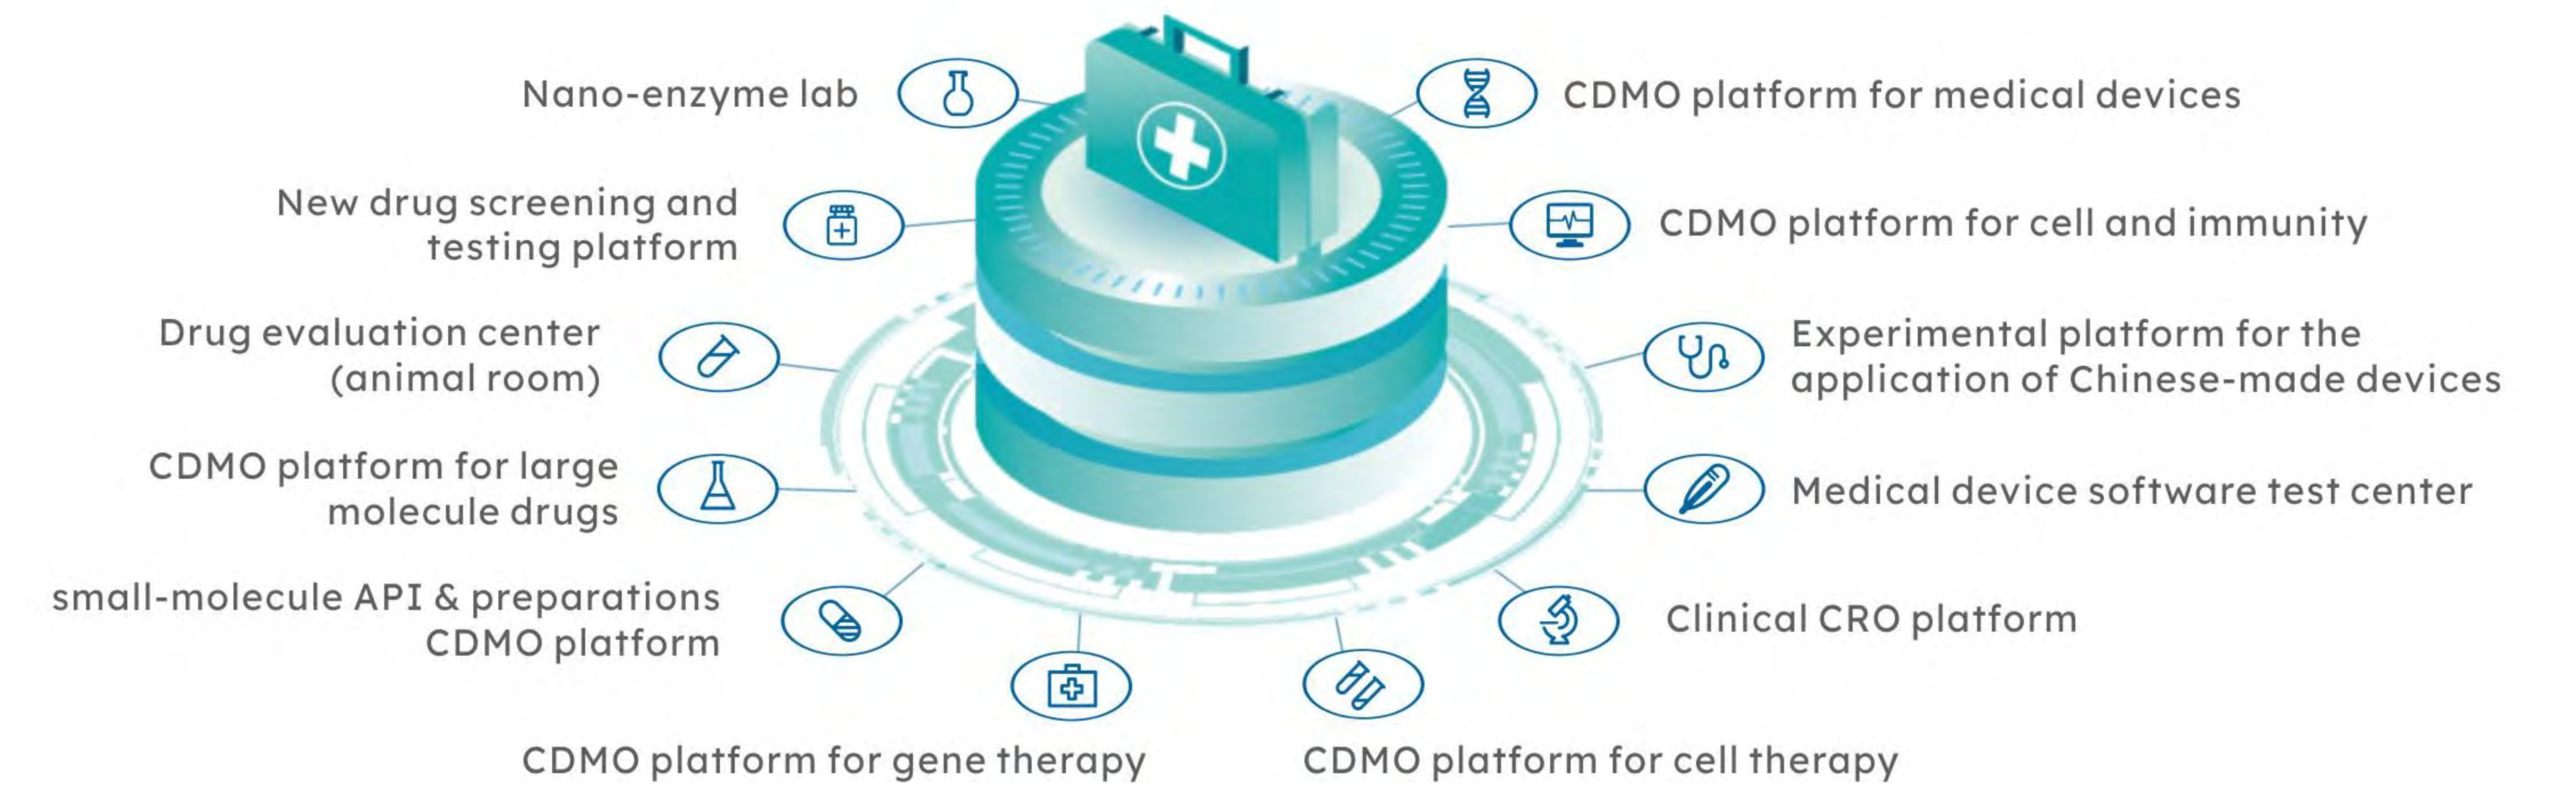 Nano-enzyme lab
New drug screening and
testing platform
Drug evaluation center
(animal room)
CDMO platform for large
molecule drugs
small-molecule API & preparations
CDMO platform
CDMO platform for gene therapy
CDMO platform for cell therapy
CDMO platform for medical devices
CDMO platform for cell and immunity
Experimental platform for the
application of Chinese-made devices
Medical device software test center
Clinical CRO platform